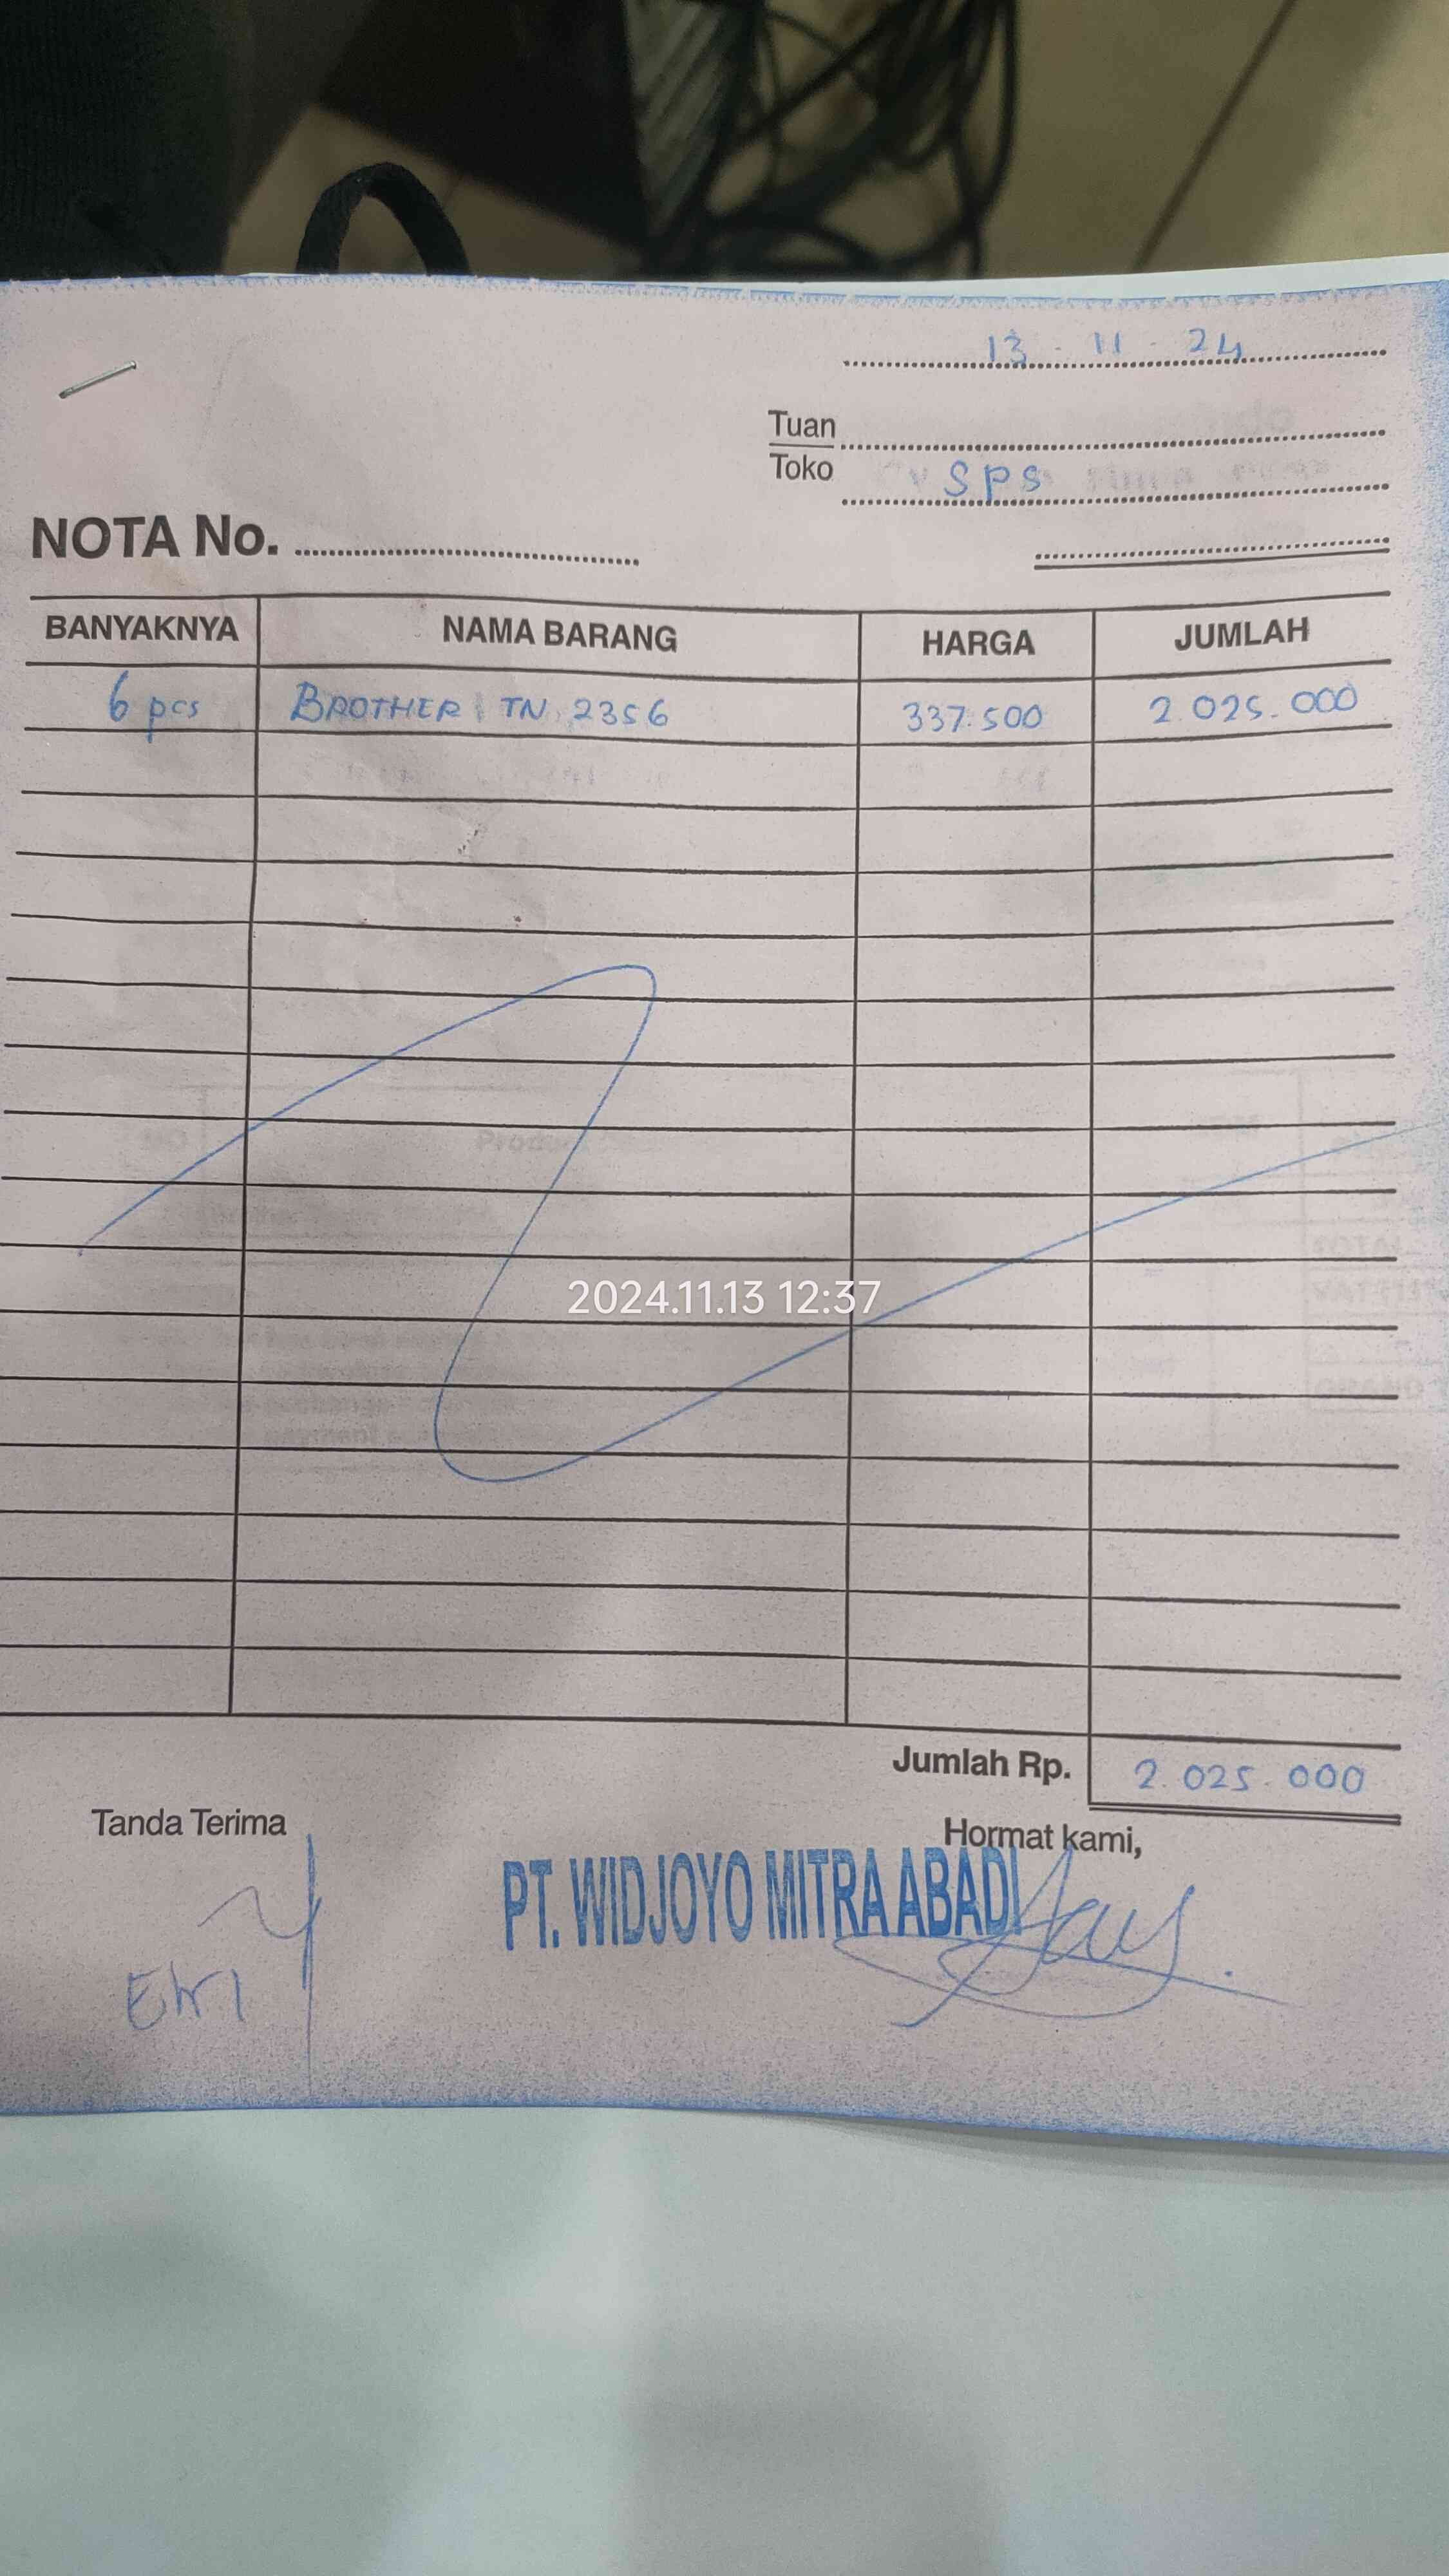 13 - 11 - 24
Tuan
Toko SPS
NOTA No.
BANYAKNYA NAMA BARANG HARGA JUMLAH
6 pcs BROTHER TN 2356 337.500 2.025.000
2024.11.13 12:37
Jumlah Rp. 2.025.000
Tanda Terima
Hormat kami,
PT. WIDJOYO MITRA ABADI